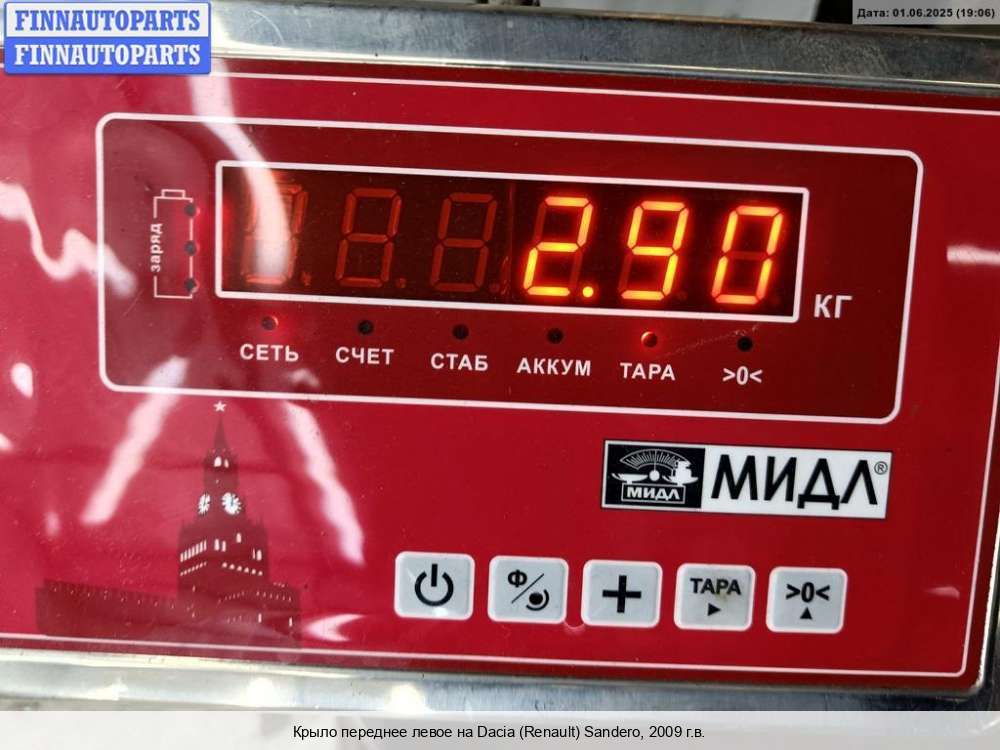 FINNAUTOPARTS
FINNAUTOPARTS
Дата: 01.06.2025 (19:06)
заряд
2.90
КГ
СЕТЬ СЧЕТ СТАБ АККУМ ТАРА >0<
МИДЛ МИДЛ®
Ф ТАРА >0<
Крыло переднее левое на Dacia (Renault) Sandero, 2009 г.в.